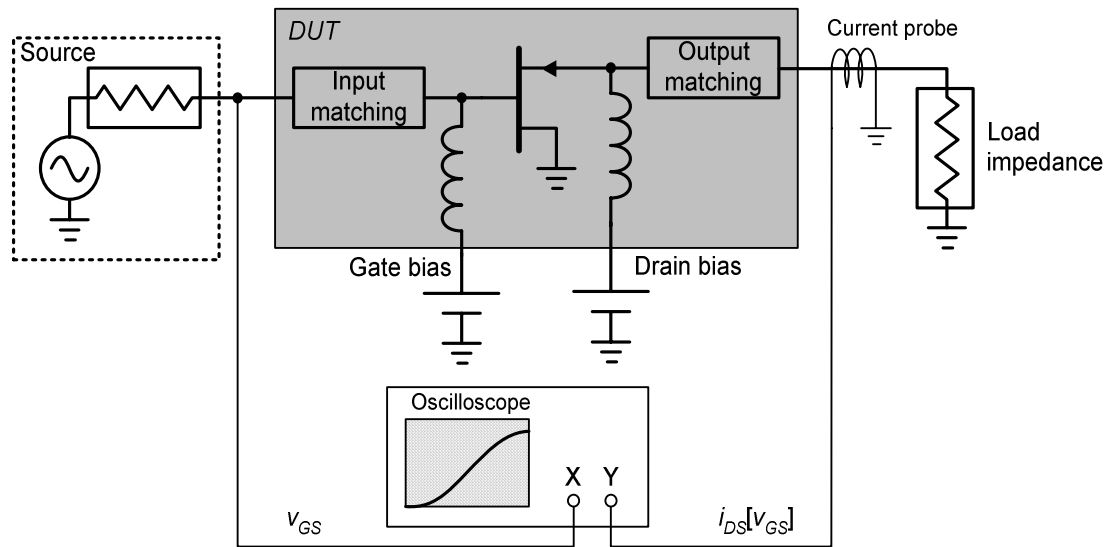 DUT
Source
Input
matching
Output
matching
Current probe
Load
impedance
Gate bias
Drain bias
Oscilloscope
X Y
vGS
iDS[vGS]